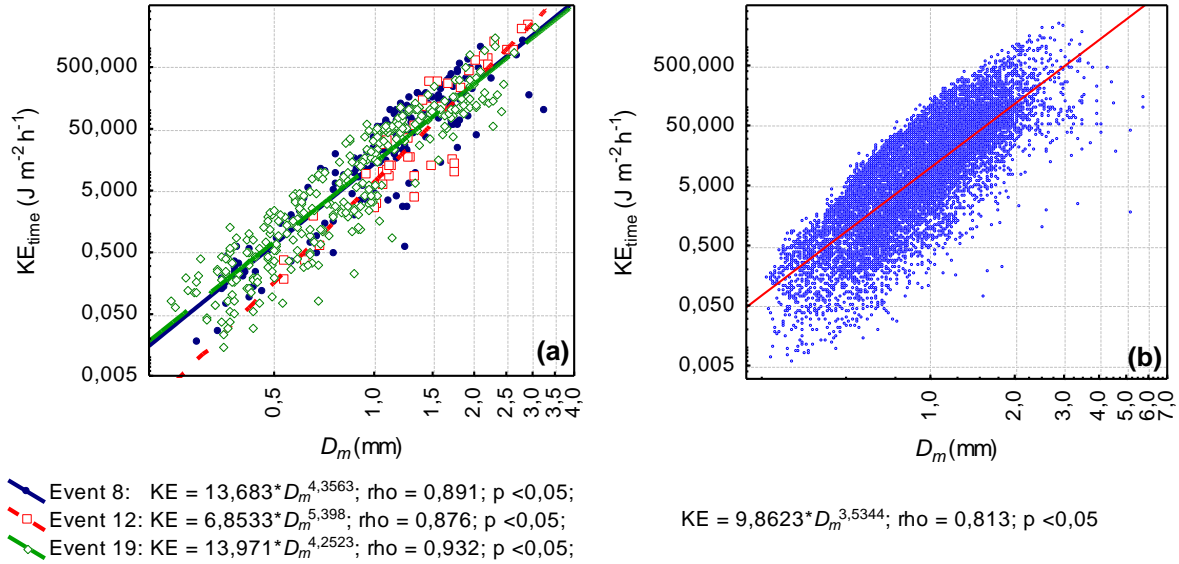 500,000
50,000
5,000
0,500
0,050
0,005
KE_time (J m⁻² h⁻¹)
(a)
0,5 1,0 1,5 2,0 2,5 3,0 3,5 4,0
D_m (mm)
500,000
50,000
5,000
0,500
0,050
0,005
KE_time (J m⁻² h⁻¹)
(b)
1,0 2,0 3,0 4,0 5,0 6,0 7,0
D_m (mm)
Event 8: KE = 13,683*D_m^4,3563; rho = 0,891; p <0,05;
Event 12: KE = 6,8533*D_m^5,398; rho = 0,876; p <0,05;
Event 19: KE = 13,971*D_m^4,2523; rho = 0,932; p <0,05;
KE = 9,8623*D_m^3,5344; rho = 0,813; p <0,05